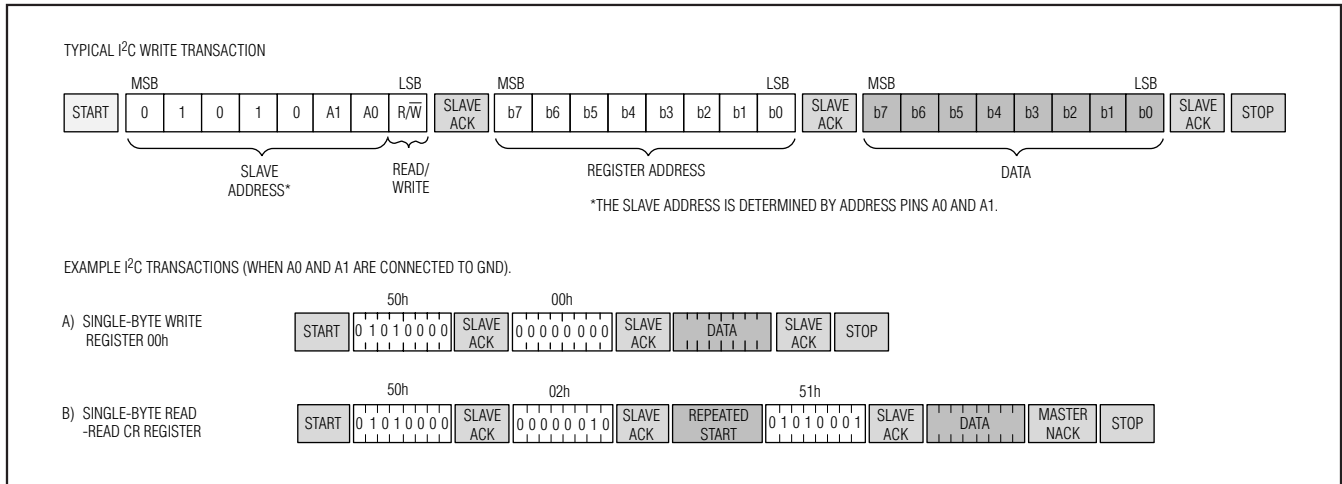 TYPICAL I2C WRITE TRANSACTION
MSB LSB MSB LSB MSB LSB
START 0 1 0 1 0 A1 A0 R/W̅ SLAVE ACK b7 b6 b5 b4 b3 b2 b1 b0 SLAVE ACK b7 b6 b5 b4 b3 b2 b1 b0 SLAVE ACK STOP
SLAVE ADDRESS* READ/WRITE REGISTER ADDRESS DATA
*THE SLAVE ADDRESS IS DETERMINED BY ADDRESS PINS A0 AND A1.
EXAMPLE I2C TRANSACTIONS (WHEN A0 AND A1 ARE CONNECTED TO GND).
50h 00h
A) SINGLE-BYTE WRITE
REGISTER 00h
START 0 1 0 1 0 0 0 0 SLAVE ACK 0 0 0 0 0 0 0 0 SLAVE ACK DATA SLAVE ACK STOP
50h 02h 51h
B) SINGLE-BYTE READ
-READ CR REGISTER
START 0 1 0 1 0 0 0 0 SLAVE ACK 0 0 0 0 0 0 1 0 SLAVE ACK REPEATED START 0 1 0 1 0 0 0 1 SLAVE ACK DATA MASTER NACK STOP